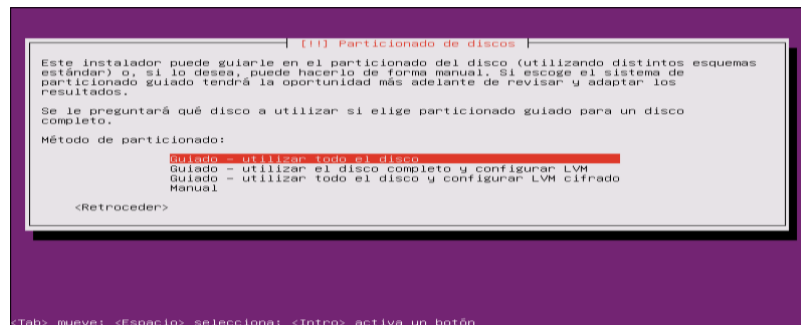 [!!] Particionado de discos
Este instalador puede guiarle en el particionado del disco (utilizando distintos esquemas
estándar) o, si lo desea, puede hacerlo de forma manual. Si escoge el sistema de
particionado guiado tendrá la oportunidad más adelante de revisar y adaptar los
resultados.
Se le preguntará qué disco a utilizar si elige particionado guiado para un disco
completo.
Método de particionado:
Guiado - utilizar todo el disco
Guiado - utilizar el disco completo y configurar LVM
Guiado - utilizar todo el disco y configurar LVM cifrado
Manual
<Retroceder>
<Tab> mueve; <Espacio> selecciona; <Intro> activa un botón